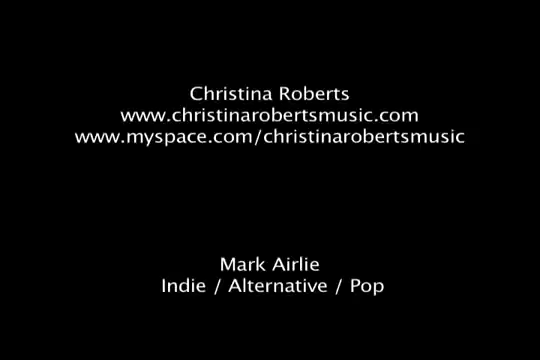 Christina Roberts
www.christinarobertsmusic.com
www.myspace.com/christinarobertsmusic
Mark Airlie
Indie / Alternative / Pop